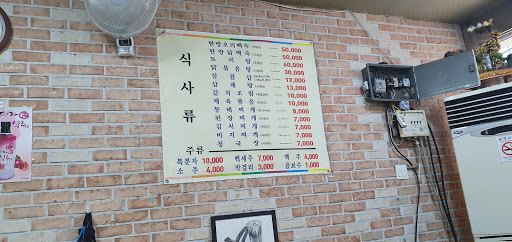 식사류
한방오리백숙 50,000
한방닭백숙 50,000
토끼탕 60,000
닭볶음탕 30,000
삼겹살 12,000
삼계탕 13,000
갈치조림 10,000
제육볶음 10,000
동태찌개 8,000
된장찌개 7,000
김치찌개 7,000
비지찌개 7,000
청국장 7,000
주류
복분자 10,000 백세주 7,000 맥주 4,000
소주 4,000 막걸리 3,000 음료수 1,000